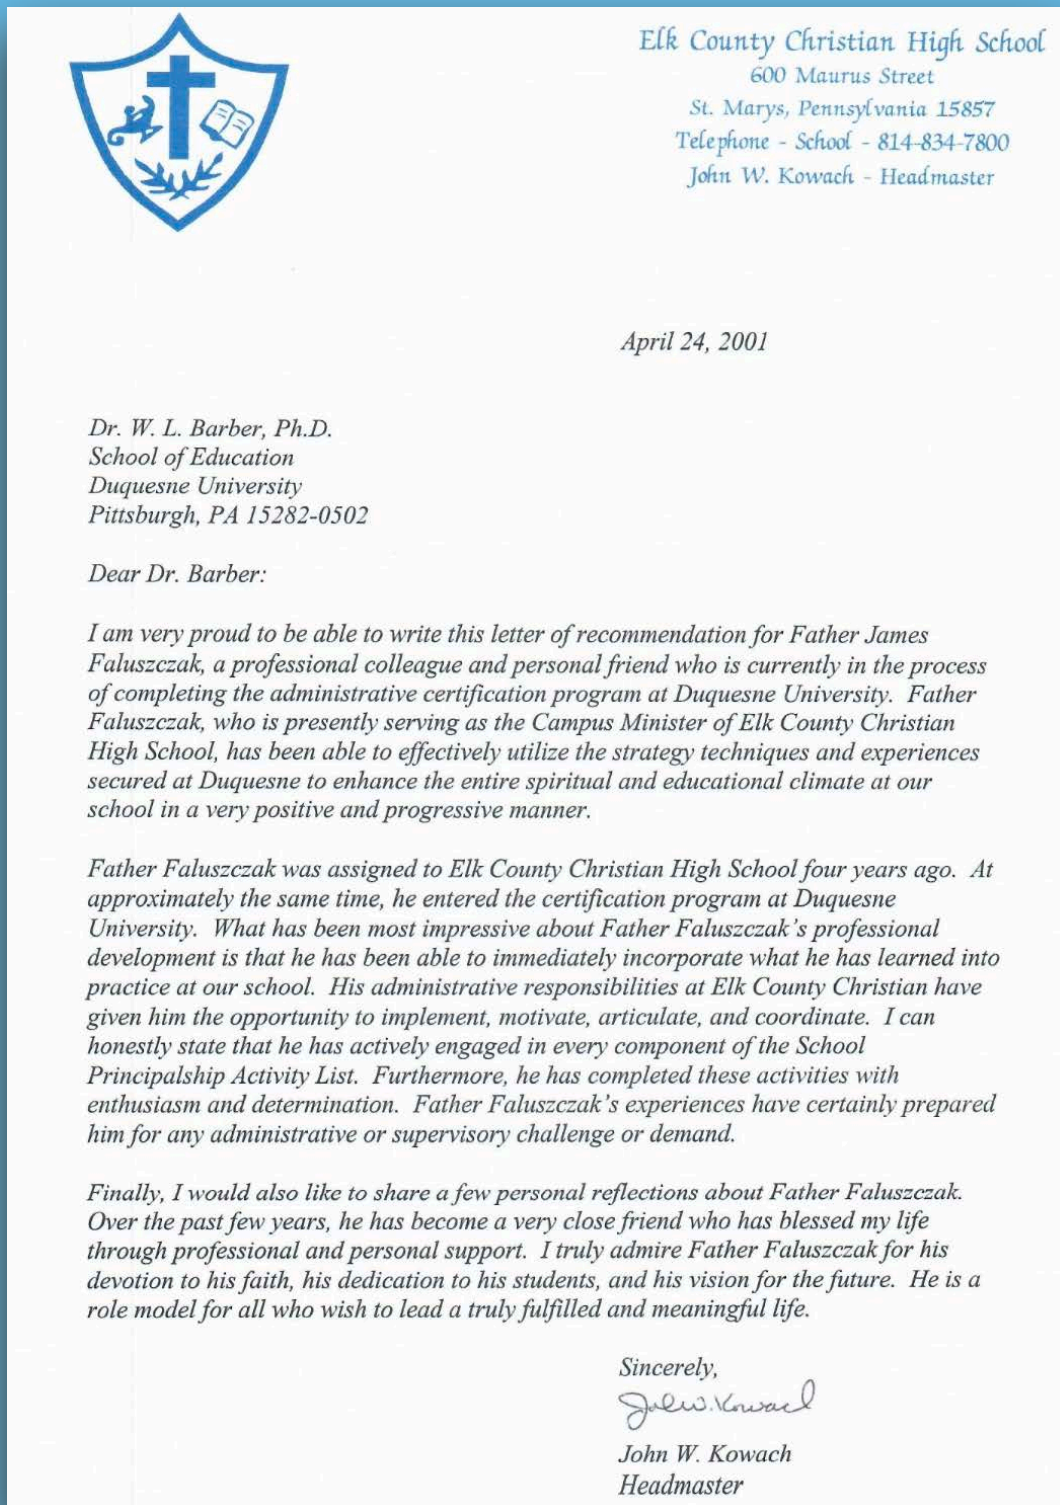 Elk County Christian High School
600 Maurus Street
St. Marys, Pennsylvania 15857
Telephone - School - 814-834-7800
John W. Kowach - Headmaster
April 24, 2001
Dr. W. L. Barber, Ph.D.
School of Education
Duquesne University
Pittsburgh, PA 15282-0502
Dear Dr. Barber:
I am very proud to be able to write this letter of recommendation for Father James
Faluszczak, a professional colleague and personal friend who is currently in the process
of completing the administrative certification program at Duquesne University. Father
Faluszczak, who is presently serving as the Campus Minister of Elk County Christian
High School, has been able to effectively utilize the strategy techniques and experiences
secured at Duquesne to enhance the entire spiritual and educational climate at our
school in a very positive and progressive manner.
Father Faluszczak was assigned to Elk County Christian High School four years ago. At
approximately the same time, he entered the certification program at Duquesne
University. What has been most impressive about Father Faluszczak's professional
development is that he has been able to immediately incorporate what he has learned into
practice at our school. His administrative responsibilities at Elk County Christian have
given him the opportunity to implement, motivate, articulate, and coordinate. I can
honestly state that he has actively engaged in every component of the School
Principalship Activity List. Furthermore, he has completed these activities with
enthusiasm and determination. Father Faluszczak's experiences have certainly prepared
him for any administrative or supervisory challenge or demand.
Finally, I would also like to share a few personal reflections about Father Faluszczak.
Over the past few years, he has become a very close friend who has blessed my life
through professional and personal support. I truly admire Father Faluszczak for his
devotion to his faith, his dedication to his students, and his vision for the future. He is a
role model for all who wish to lead a truly fulfilled and meaningful life.
Sincerely,
John W. Kowach
John W. Kowach
Headmaster